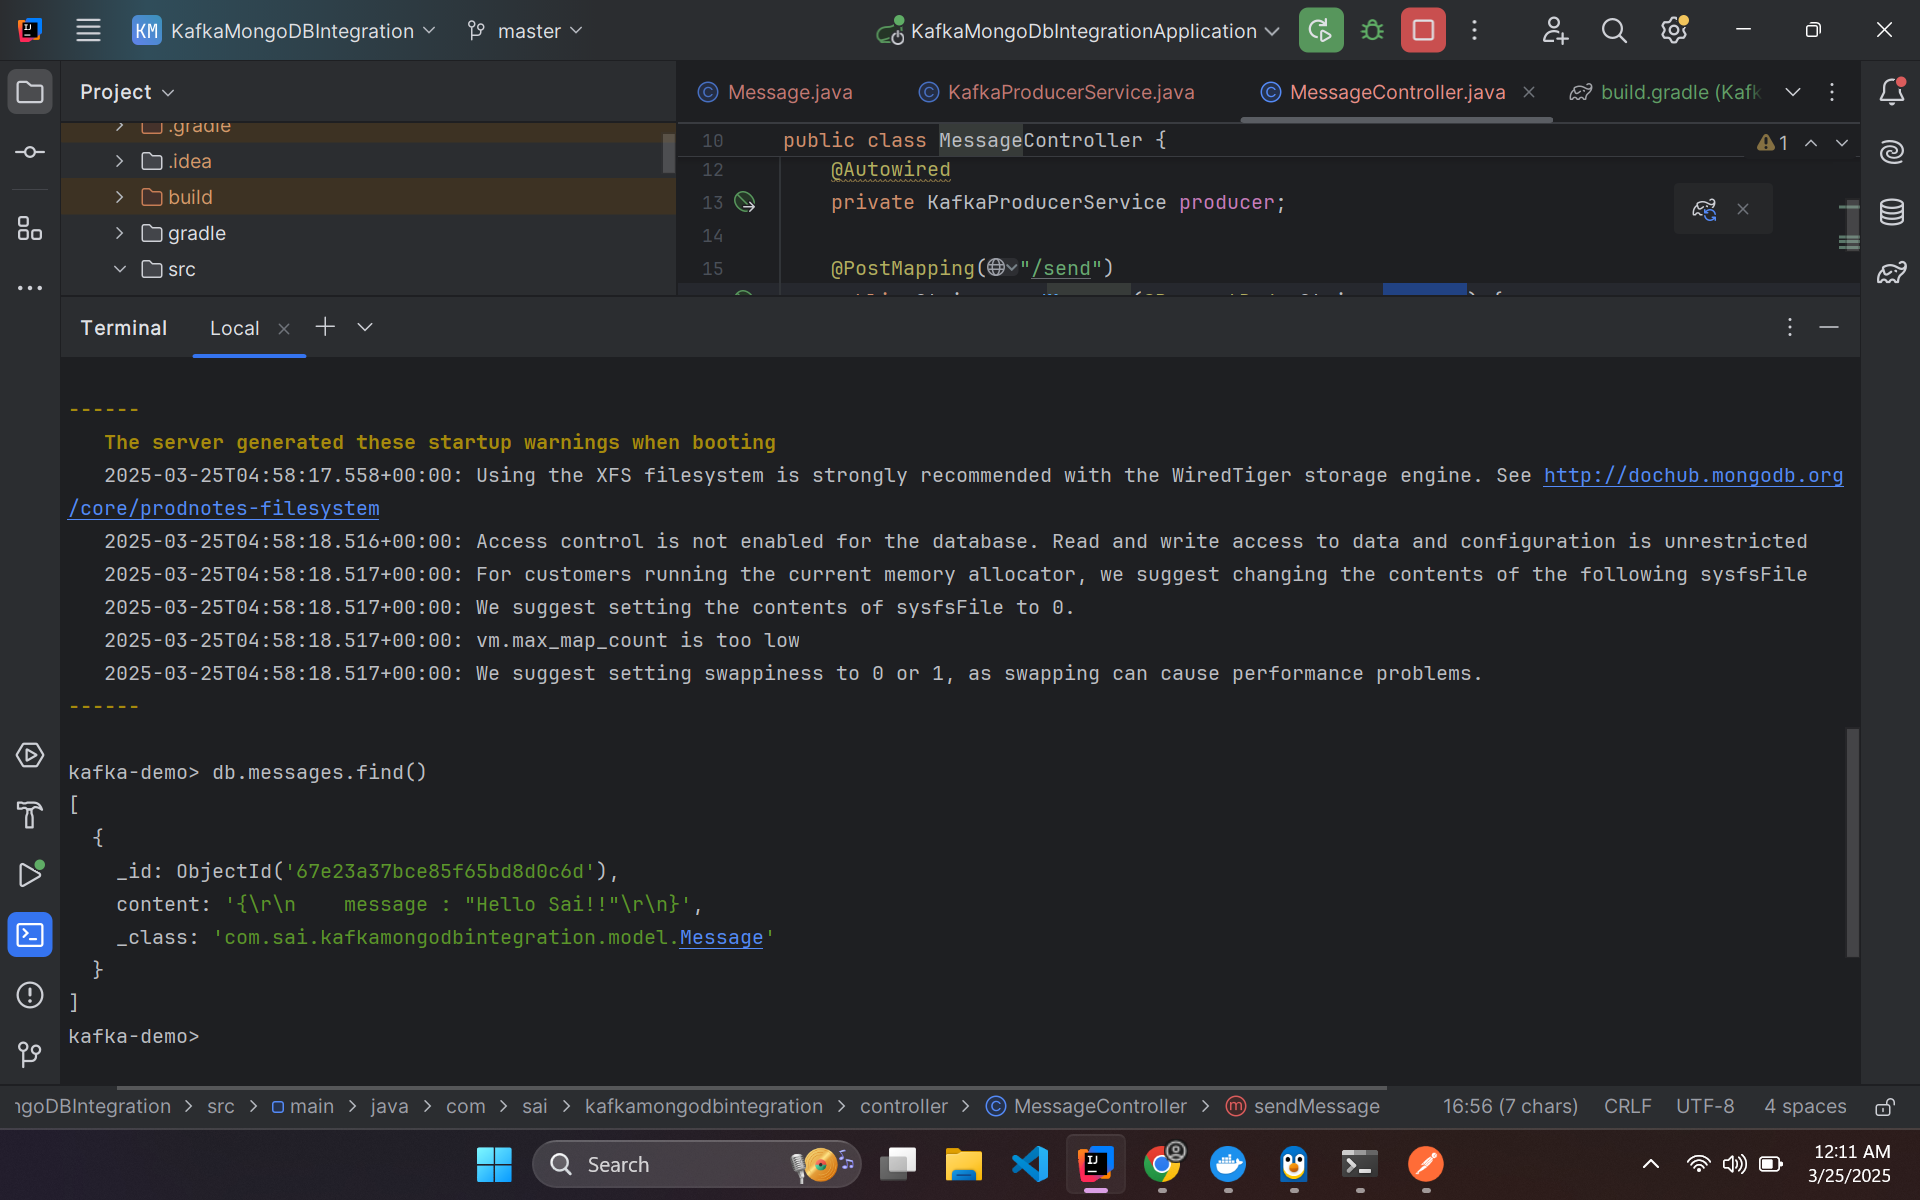 KM KafkaMongoDBIntegration master KafkaMongoDbIntegrationApplication
Project
.gradle
.idea
build
gradle
src
Message.java KafkaProducerService.java MessageController.java build.gradle (Kafk
10 public class MessageController { 1
12 @Autowired
13 private KafkaProducerService producer;
14
15 @PostMapping("/send")
Terminal Local
------
The server generated these startup warnings when booting
2025-03-25T04:58:17.558+00:00: Using the XFS filesystem is strongly recommended with the WiredTiger storage engine. See http://dochub.mongodb.org
/core/prodnotes-filesystem
2025-03-25T04:58:18.516+00:00: Access control is not enabled for the database. Read and write access to data and configuration is unrestricted
2025-03-25T04:58:18.517+00:00: For customers running the current memory allocator, we suggest changing the contents of the following sysfsFile
2025-03-25T04:58:18.517+00:00: We suggest setting the contents of sysfsFile to 0.
2025-03-25T04:58:18.517+00:00: vm.max_map_count is too low
2025-03-25T04:58:18.517+00:00: We suggest setting swappiness to 0 or 1, as swapping can cause performance problems.
------
kafka-demo> db.messages.find()
[
{
_id: ObjectId('67e23a37bce85f65bd8d0c6d'),
content: '{\r\n    message : "Hello Sai!!"\r\n}',
_class: 'com.sai.kafkamongodbintegration.model.Message'
}
]
kafka-demo>
ngoDBIntegration > src > main > java > com > sai > kafkamongodbintegration > controller > MessageController > sendMessage 16:56 (7 chars) CRLF UTF-8 4 spaces
Search
12:11 AM
3/25/2025